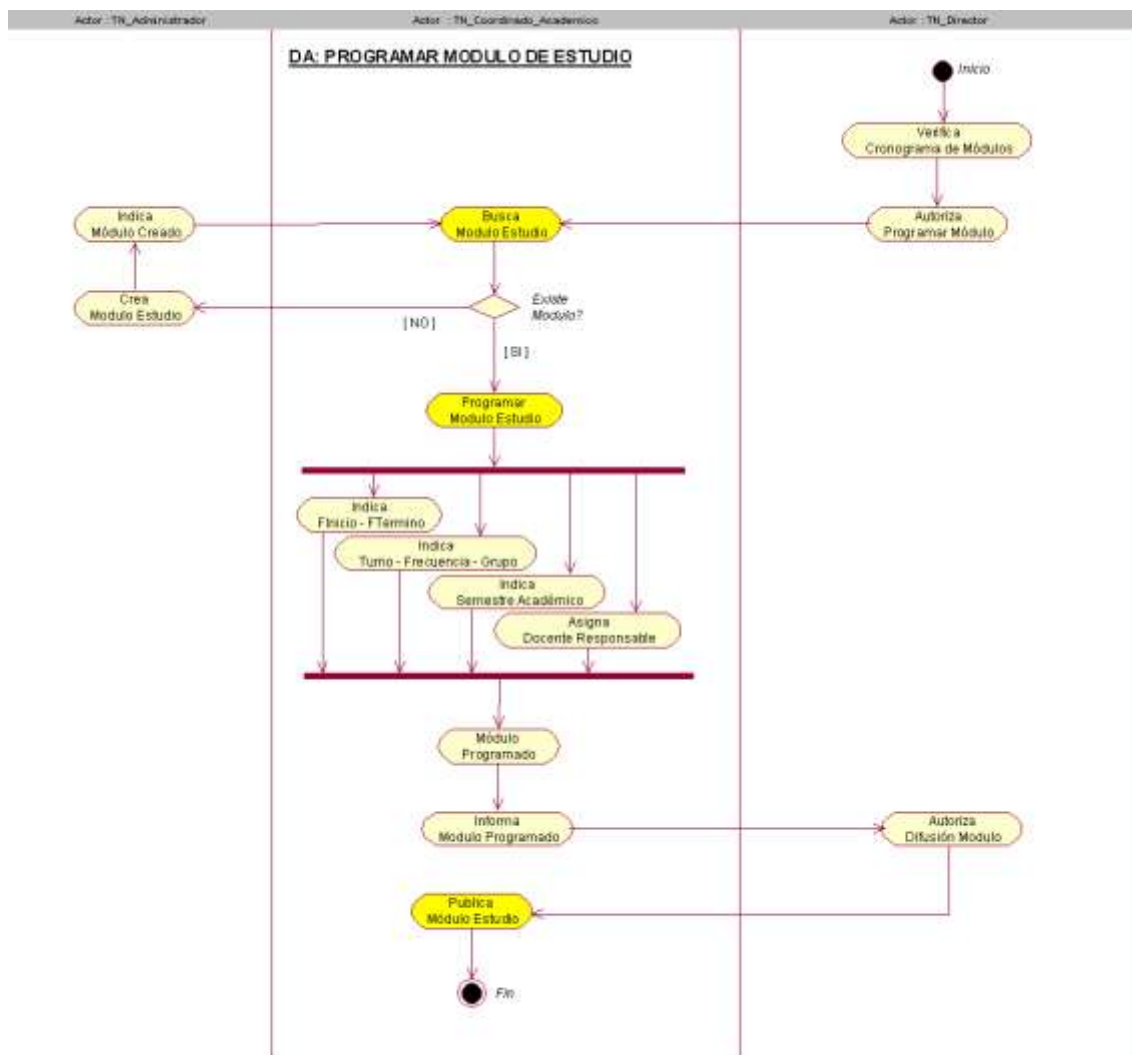 Actor : TN_Administrador
Actor : TN_Coordinado_Academico
Actor : TN_Director
DA: PROGRAMAR MODULO DE ESTUDIO
Inicio
Verifica
Cronograma de Módulos
Indica
Módulo Creado
Busca
Modulo Estudio
Autoriza
Programar Módulo
Crea
Modulo Estudio
Existe
Modulo?
[ NO ]
[ SI ]
Programar
Modulo Estudio
Indica
FInicio - FTermino
Indica
Turno - Frecuencia - Grupo
Indica
Semestre Académico
Asigna
Docente Responsable
Módulo
Programado
Informa
Modulo Programado
Autoriza
Difusión Modulo
Publica
Módulo Estudio
Fin